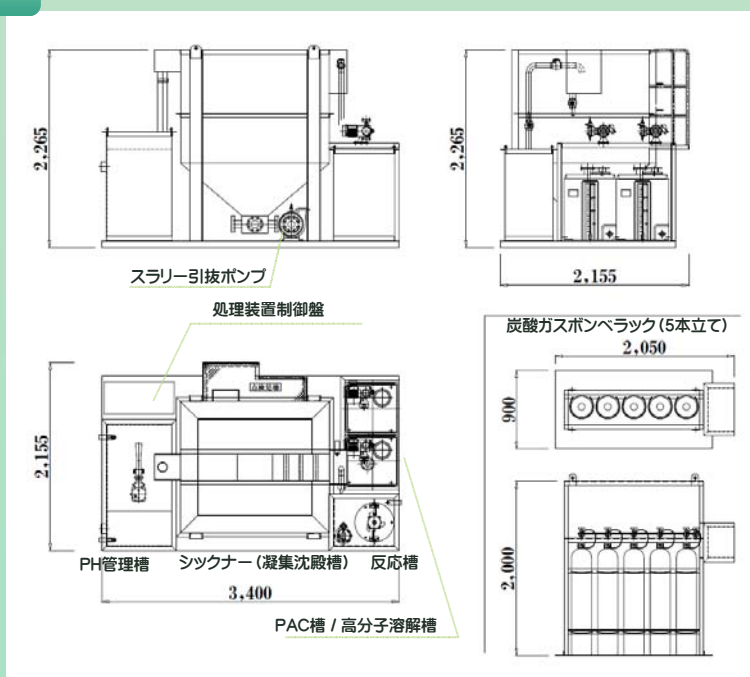 2,265
2,265
スラリー引抜ポンプ
2,155
処理装置制御盤
炭酸ガスボンベラック（5本立て）
2,050
900
2,155
2,000
PH管理槽
シックナー（凝集沈殿槽）
反応槽
3,400
PAC槽 / 高分子溶解槽